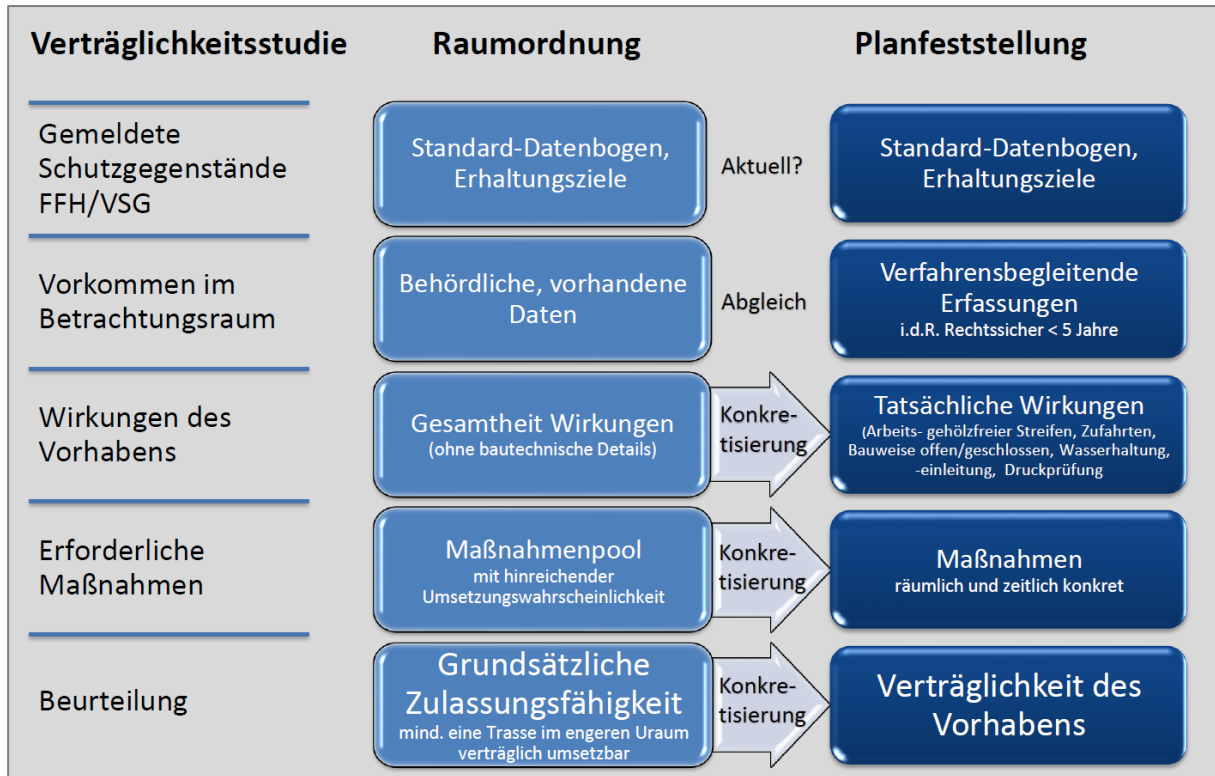 Verträglichkeitsstudie
Raumordnung
Planfeststellung
Gemeldete
Schutzgegenstände
FFH/VSG
Standard-Datenbogen,
Erhaltungsziele
Aktuell?
Standard-Datenbogen,
Erhaltungsziele
Vorkommen im
Betrachtungsraum
Behördliche, vorhandene
Daten
Abgleich
Verfahrensbegleitende
Erfassungen
i.d.R. Rechtssicher < 5 Jahre
Wirkungen des
Vorhabens
Gesamtheit Wirkungen
(ohne bautechnische Details)
Konkre-
tisierung
Tatsächliche Wirkungen
(Arbeits- gehölzfreier Streifen, Zufahrten,
Bauweise offen/geschlossen, Wasserhaltung,
-einleitung, Druckprüfung
Erforderliche
Maßnahmen
Maßnahmenpool
mit hinreichender
Umsetzungswahrscheinlichkeit
Konkre-
tisierung
Maßnahmen
räumlich und zeitlich konkret
Beurteilung
Grundsätzliche
Zulassungsfähigkeit
mind. eine Trasse im engeren Uraum
verträglich umsetzbar
Konkre-
tisierung
Verträglichkeit des
Vorhabens